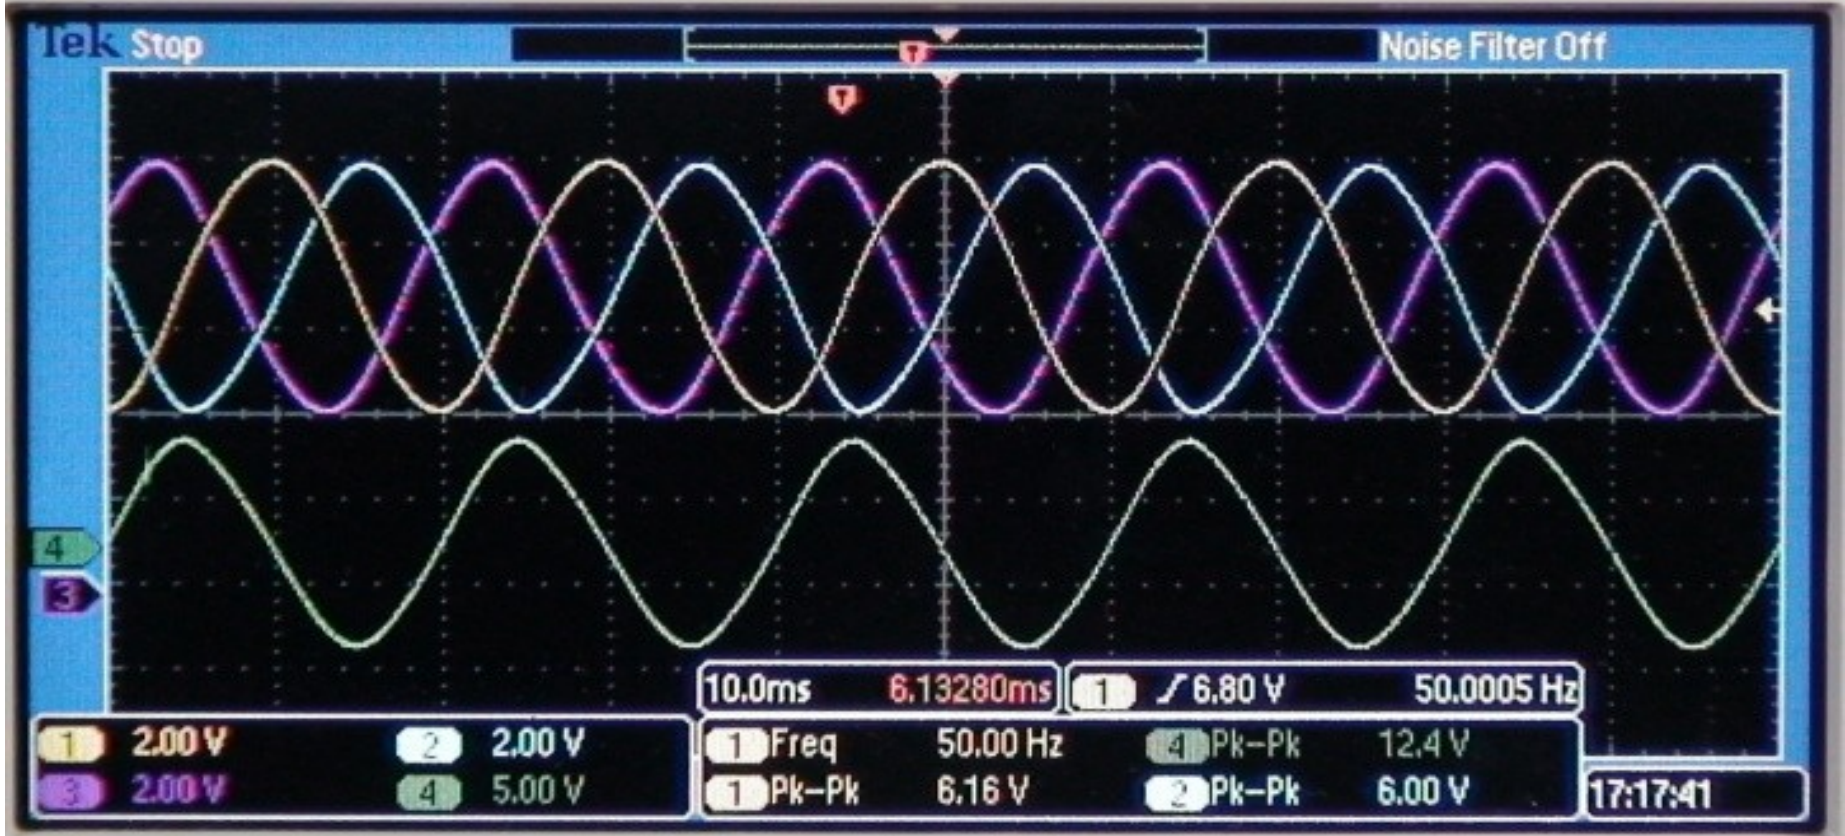 Tek Stop Noise Filter Off
T
T
4
3
10.0ms 6.13280ms 1 6.80 V 50.0005 Hz
1 2.00 V 2 2.00 V 1 Freq 50.00 Hz 4 Pk-Pk 12.4 V
3 2.00 V 4 5.00 V 1 Pk-Pk 6.16 V 2 Pk-Pk 6.00 V 17:17:41